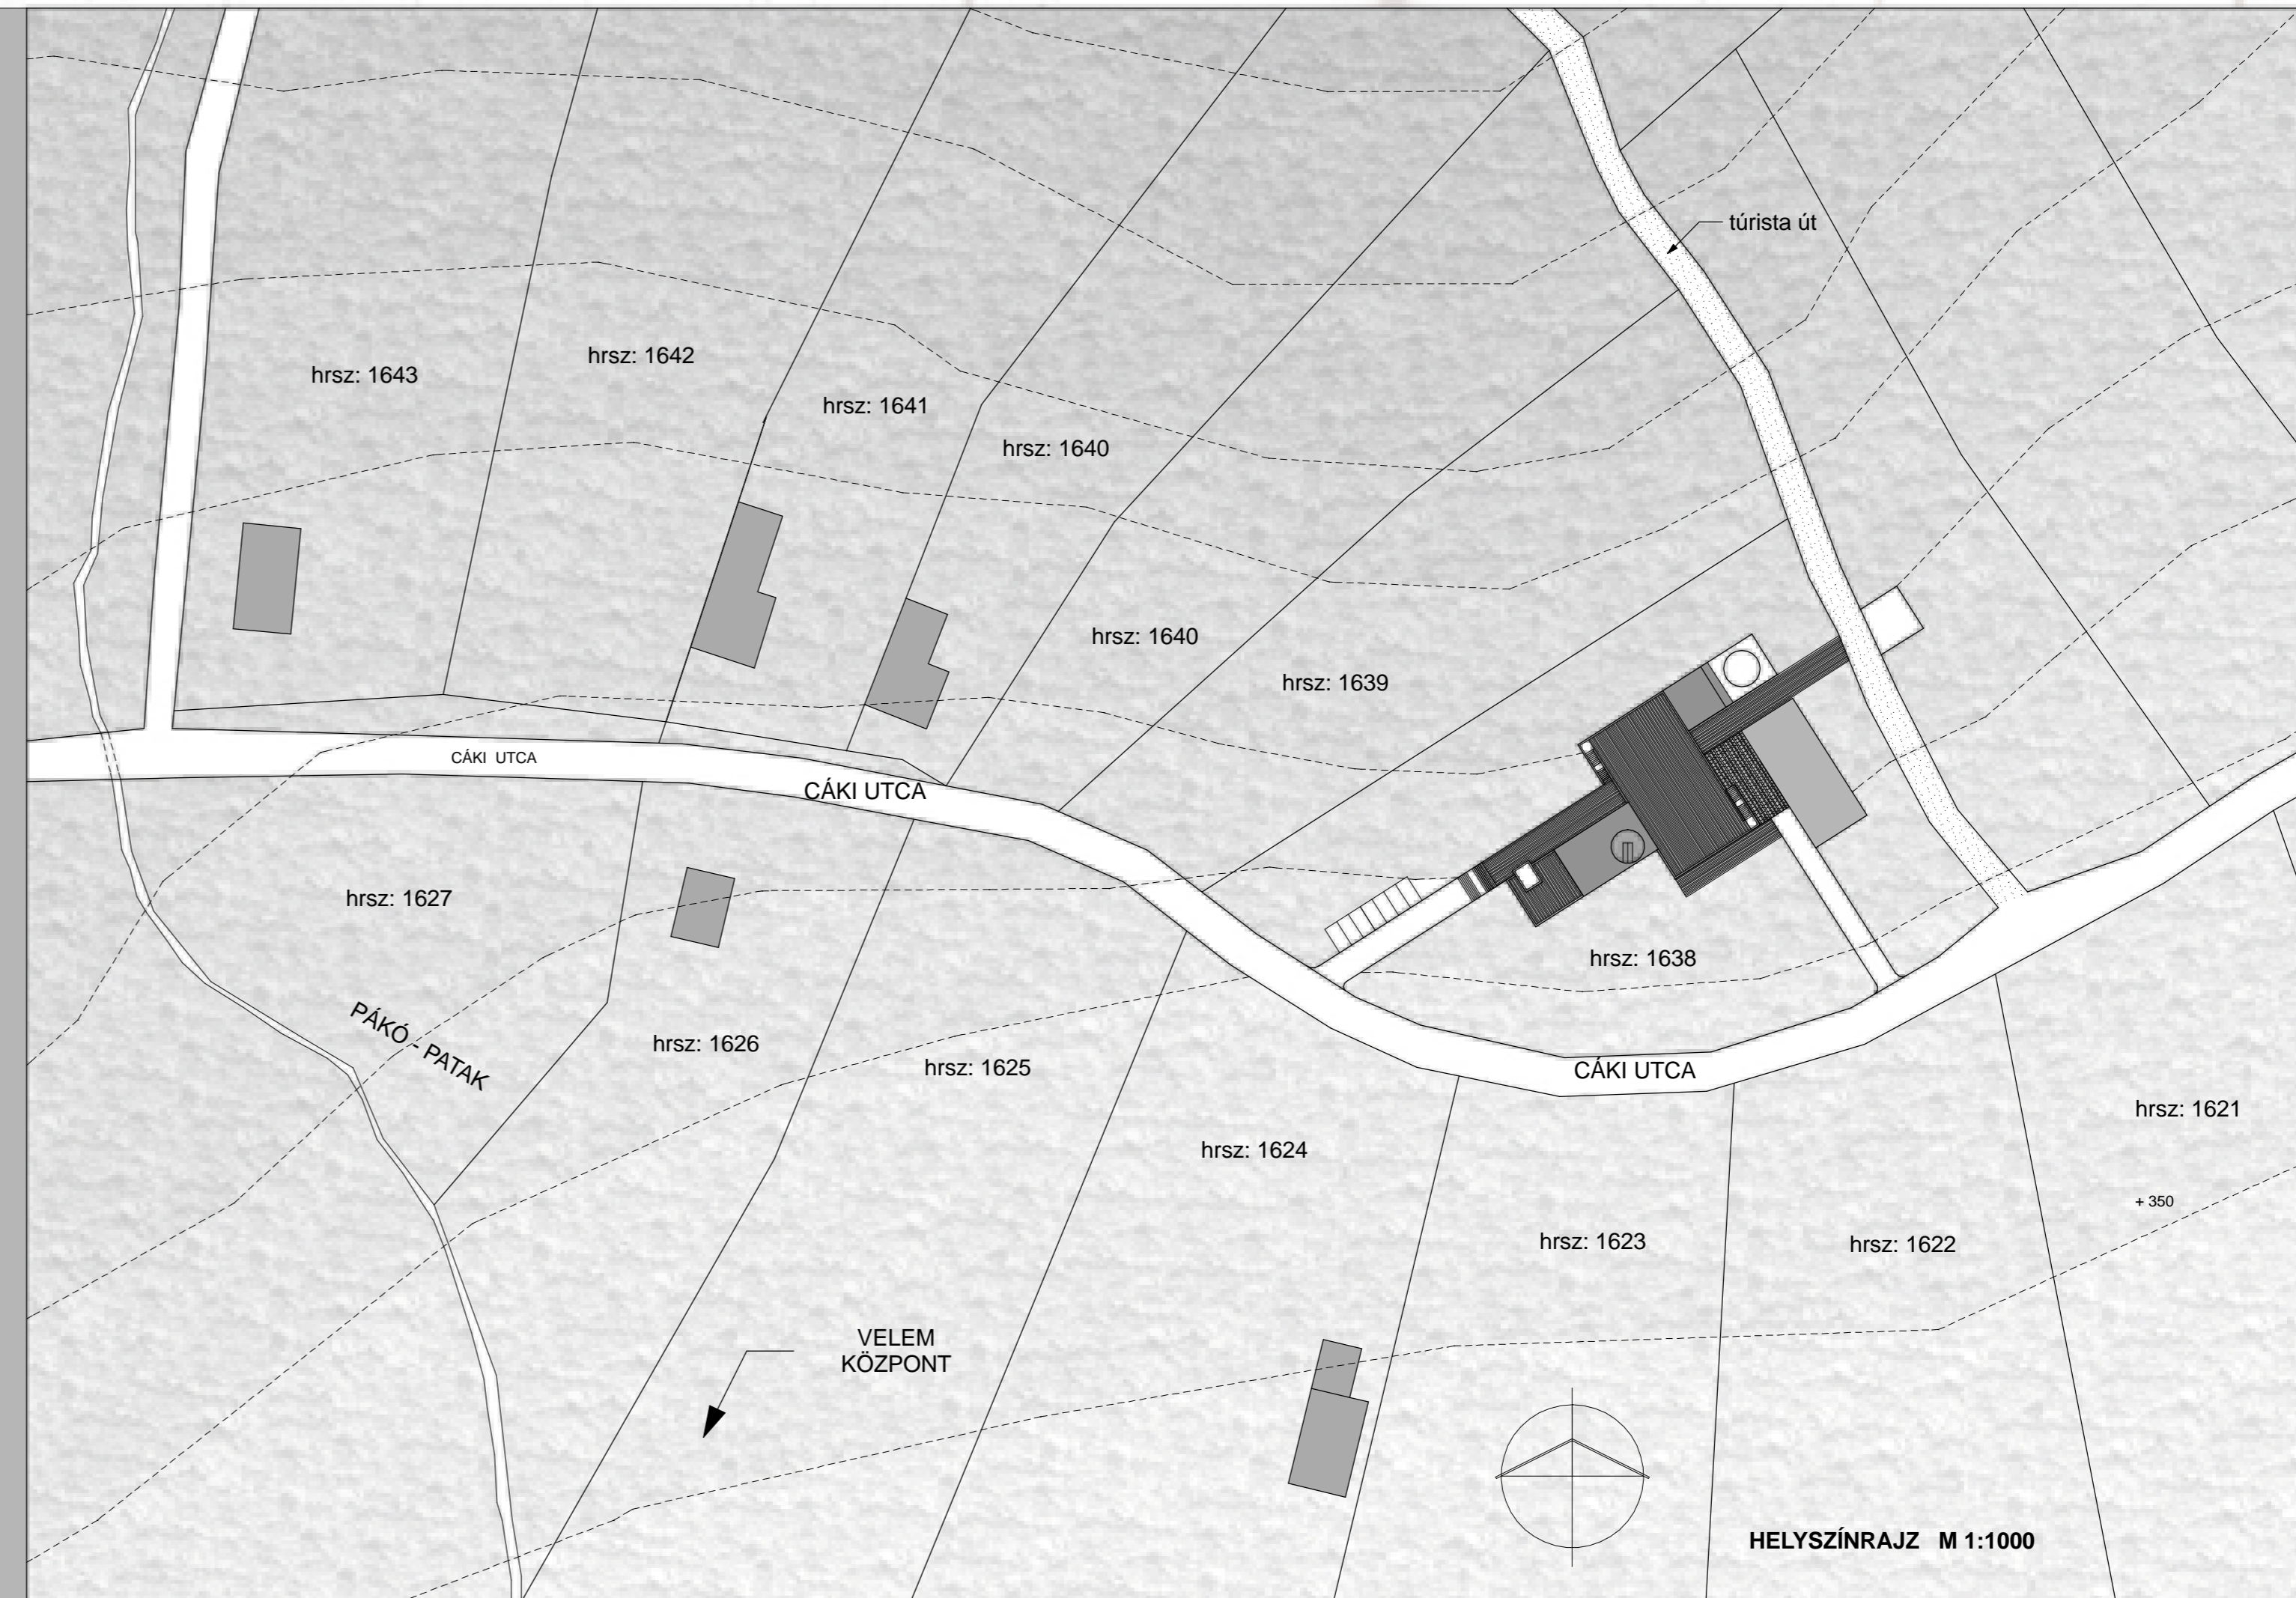 túrista út
hrsz: 1643
hrsz: 1642
hrsz: 1641
hrsz: 1640
hrsz: 1640
hrsz: 1639
CÁKI UTCA
CÁKI UTCA
hrsz: 1627
hrsz: 1638
PÁKÓ - PATAK
hrsz: 1626
hrsz: 1625
CÁKI UTCA
hrsz: 1621
hrsz: 1624
+ 350
hrsz: 1623
hrsz: 1622
VELEM
KÖZPONT
HELYSZÍNRAJZ M 1:1000